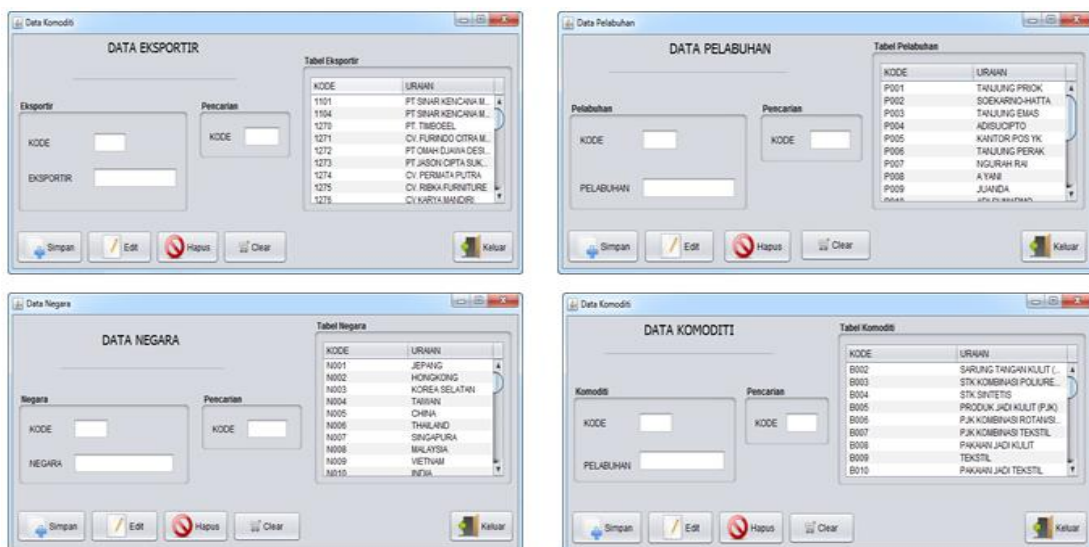 Data Komoditi
DATA EKSPORTIR
Tabel Eksportir
KODE URAIAN
1101 PT SINAR KENCANA M...
1104 PT SINAR KENCANA M...
1270 PT. TIMBOEEL
1271 CV. FURINDO CITRA M...
1272 PT OMAH DJAWA DESI...
1273 PT JASON CIPTA SUK...
1274 CV. PERMATA PUTRA
1275 CV. RIBKA FURNITURE
1276 CV KARYA MANDIRI
Eksportir
KODE
EKSPORTIR
Pencarian
KODE
Simpan Edit Hapus Clear Keluar
Data Pelabuhan
DATA PELABUHAN
Tabel Pelabuhan
KODE URAIAN
P001 TANJUNG PRIOK
P002 SOEKARNO-HATTA
P003 TANJUNG EMAS
P004 ADISUCIPTO
P005 KANTOR POS YK
P006 TANJUNG PERAK
P007 NGURAH RAI
P008 A YANI
P009 JUANDA
Pelabuhan
KODE
PELABUHAN
Pencarian
KODE
Simpan Edit Hapus Clear Keluar
Data Negara
DATA NEGARA
Tabel Negara
KODE URAIAN
N001 JEPANG
N002 HONGKONG
N003 KOREA SELATAN
N004 TAIWAN
N005 CHINA
N006 THAILAND
N007 SINGAPURA
N008 MALAYSIA
N009 VIETNAM
N010 INDIA
Negara
KODE
NEGARA
Pencarian
KODE
Simpan Edit Hapus Clear Keluar
Data Komoditi
DATA KOMODITI
Tabel Komoditi
KODE URAIAN
B002 SARUNG TANGAN KULIT (...
B003 STK KOMBINASI POLIURE...
B004 STK SINTETIS
B005 PRODUK JADI KULIT (PJK)
B006 PJK KOMBINASI ROTAN/SI...
B007 PJK KOMBINASI TEKSTIL
B008 PAKAIAN JADI KULIT
B009 TEKSTIL
B010 PAKAIAN JADI TEKSTIL
Komoditi
KODE
PELABUHAN
Pencarian
KODE
Simpan Edit Hapus Clear Keluar